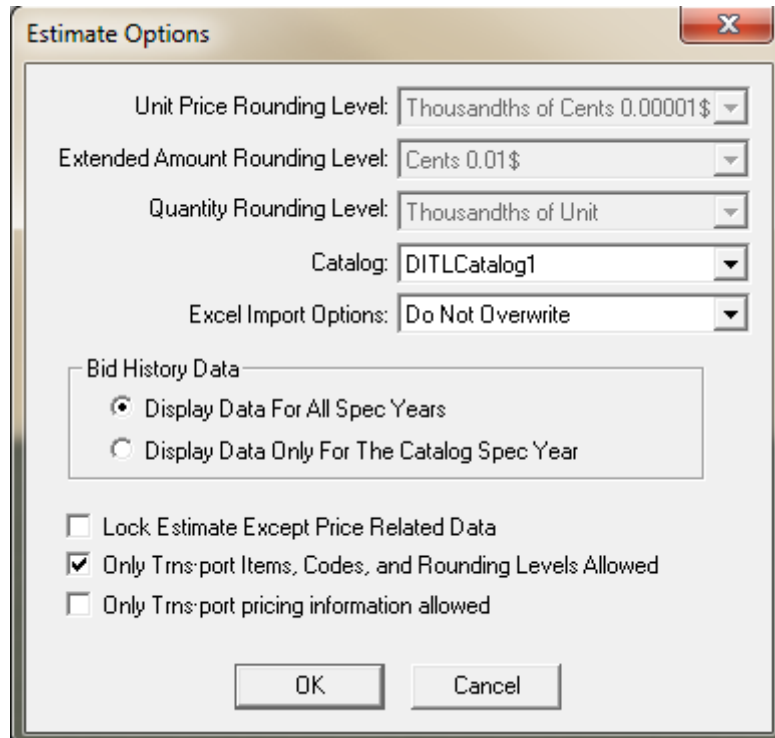 Estimate Options
Unit Price Rounding Level: Thousandths of Cents 0.00001$
Extended Amount Rounding Level: Cents 0.01$
Quantity Rounding Level: Thousandths of Unit
Catalog: DITLCatalog1
Excel Import Options: Do Not Overwrite
Bid History Data
Display Data For All Spec Years
Display Data Only For The Catalog Spec Year
Lock Estimate Except Price Related Data
Only Trns·port Items, Codes, and Rounding Levels Allowed
Only Trns·port pricing information allowed
OK Cancel